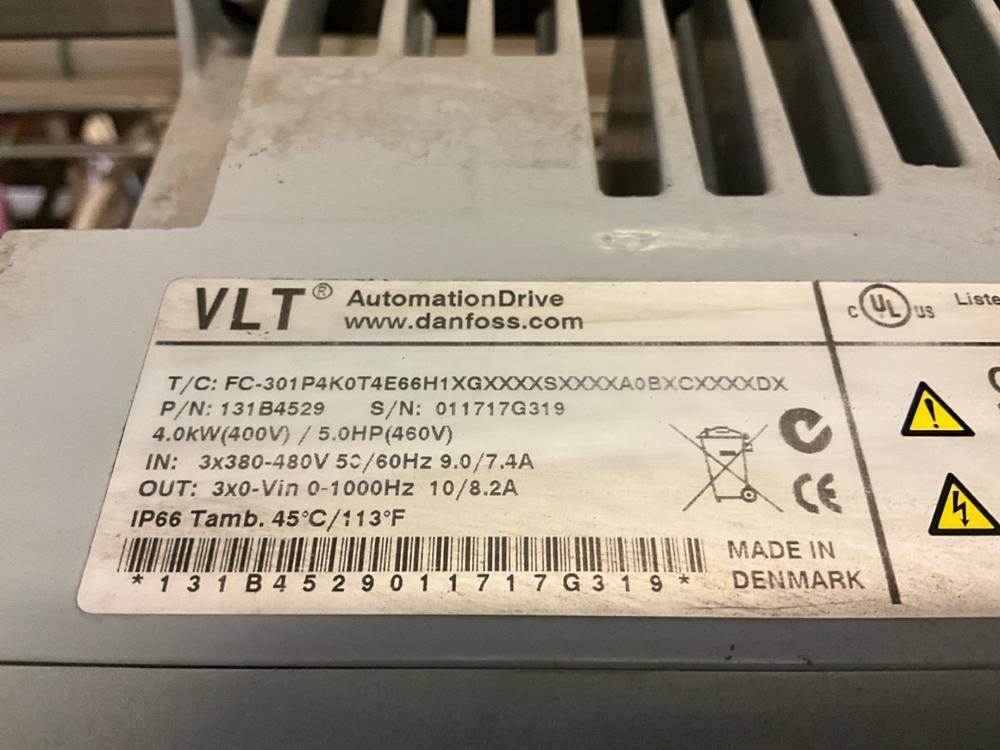 VLT® AutomationDrive
www.danfoss.com
C UL US Liste
T/C: FC-301P4K0T4E66H1XGXXXXSXXXXA0BXCXXXXDX
P/N: 131B4529 S/N: 011717G319
4.0kW(400V) / 5.0HP(460V)
IN: 3x380-480V 50/60Hz 9.0/7.4A
OUT: 3x0-Vin 0-1000Hz 10/8.2A
IP66 Tamb. 45°C/113°F
*131B4529011717G319*
CE
MADE IN
DENMARK